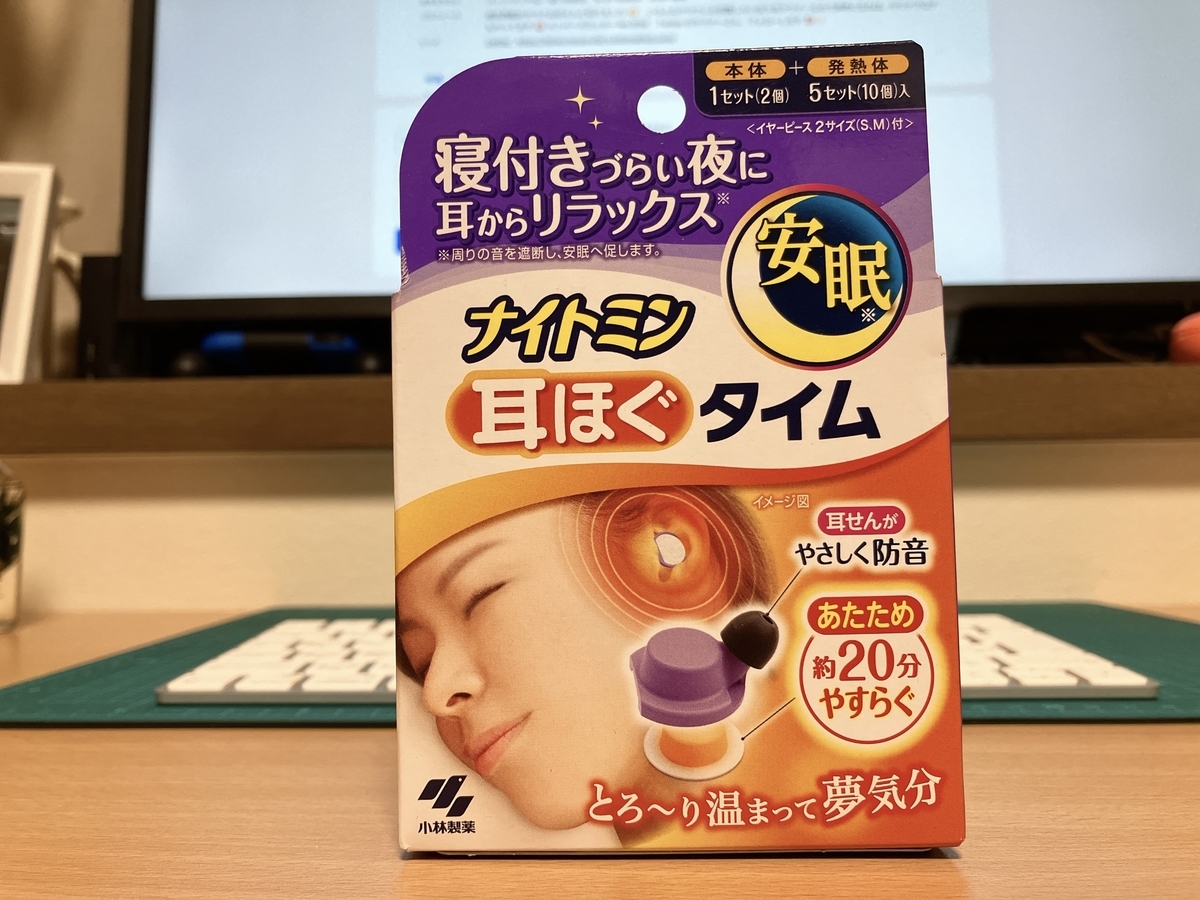 本体 + 発熱体
1セット(2個) 5セット(10個)入
<イヤーピース2サイズ(S、M)付>
寝付きづらい夜に
耳からリラックス※
※周りの音を遮断し、安眠へ促します。
安眠※
ナイトミン
耳ほぐタイム
イメージ図
耳せんが
やさしく防音
あたため
約20分
やすらぐ
とろ〜り温まって夢気分
小林製薬